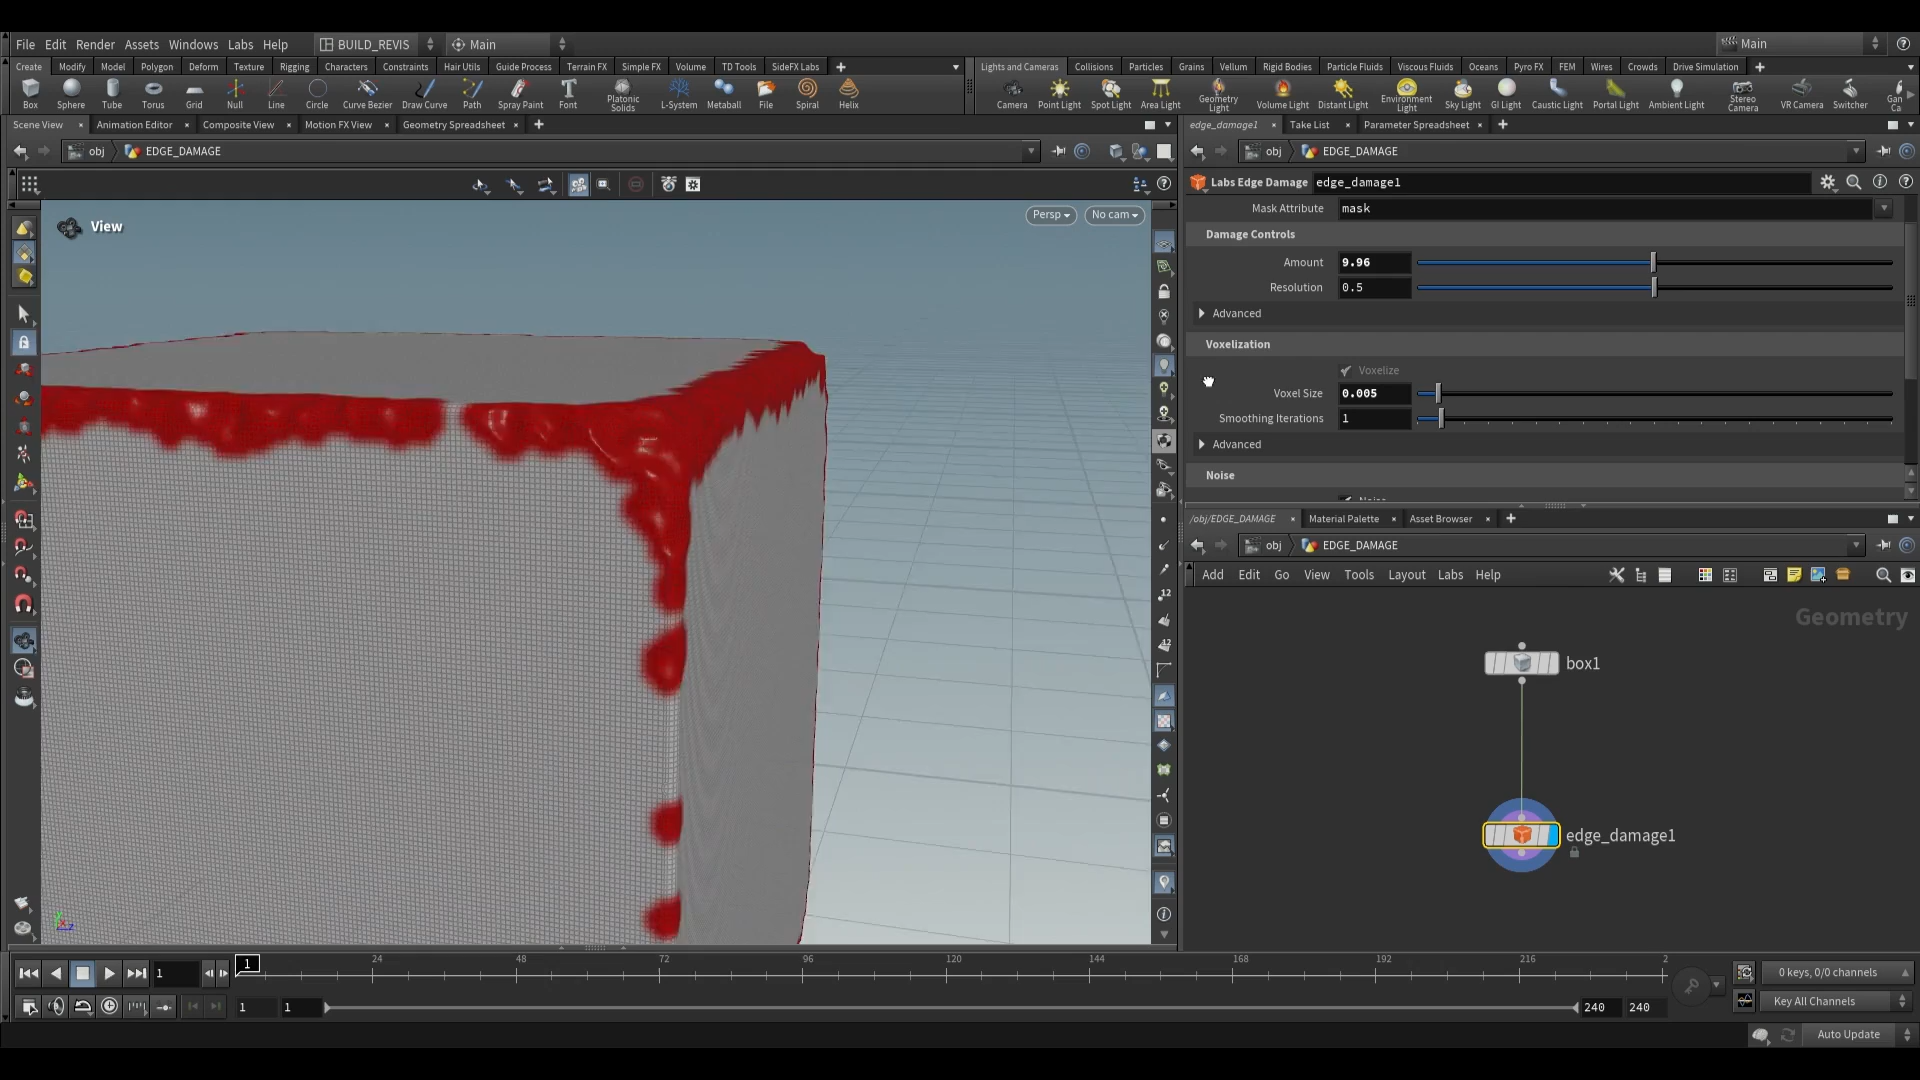 File Edit Render Assets Windows Labs Help BUILD_REVIS Main Main
Create Modify Model Polygon Deform Texture Rigging Characters Constraints Hair Utils Guide Process Terrain FX Simple FX Volume TD Tools SideFX Labs
Lights and Cameras Collisions Particles Grains Vellum Rigid Bodies Particle Fluids Viscous Fluids Oceans Pyro FX FEM Wires Crowds Drive Simulation
Box Sphere Tube Torus Grid Null Line Circle Curve Bezier Draw Curve Path Spray Paint Font Platonic Solids L-System Metaball File Spiral Helix
Camera Point Light Spot Light Area Light Geometry Light Volume Light Distant Light Environment Light Sky Light GI Light Caustic Light Portal Light Ambient Light Stereo Camera VR Camera Switcher Gan Ca
Scene View Animation Editor Composite View Motion FX View Geometry Spreadsheet
edge_damage1 Take List Parameter Spreadsheet
obj EDGE_DAMAGE
obj EDGE_DAMAGE
Labs Edge Damage edge_damage1
View
Persp No cam
Mask Attribute mask
Damage Controls
Amount 9.96
Resolution 0.5
Advanced
Voxelization
Voxelize
Voxel Size 0.005
Smoothing Iterations 1
Advanced
Noise
/obj/EDGE_DAMAGE Material Palette Asset Browser
obj EDGE_DAMAGE
Add Edit Go View Tools Layout Labs Help
Geometry
box1
edge_damage1
12
42
1 1 24 48 72 96 120 144 168 192 216 2
0 keys, 0/0 channels
1 1 240 240 Key All Channels
Auto Update